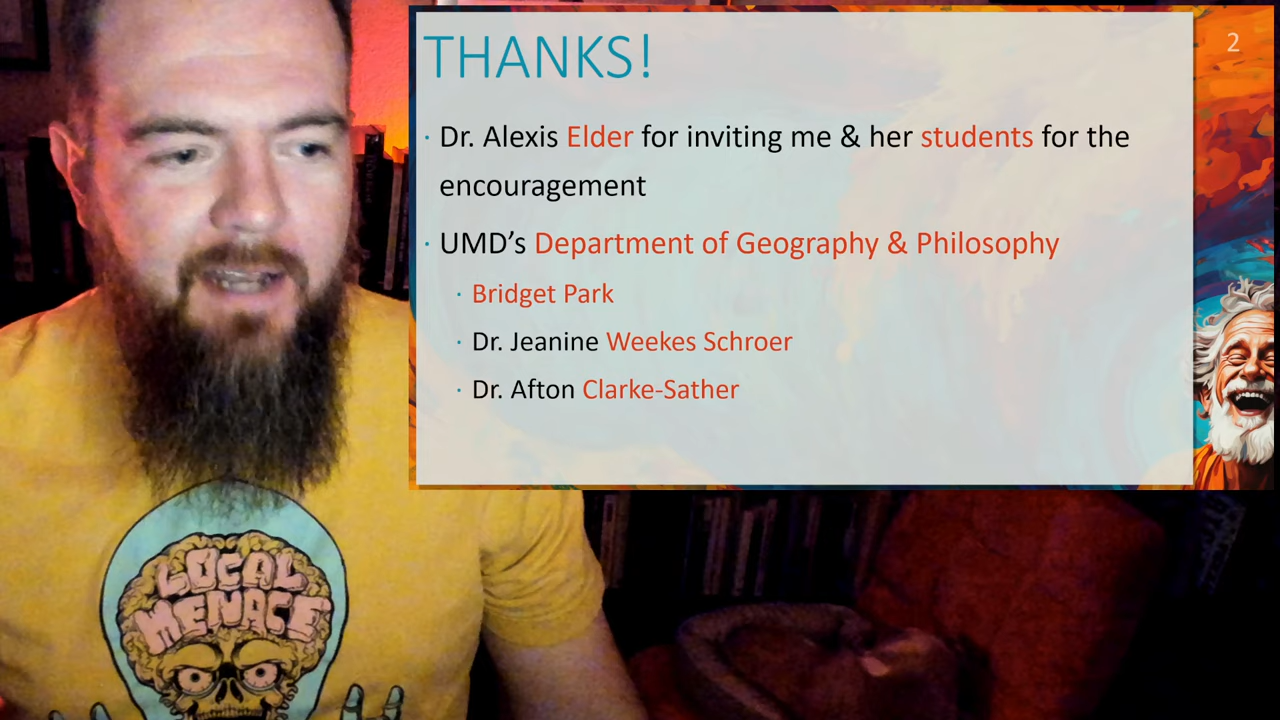 THANKS!
2
· Dr. Alexis Elder for inviting me & her students for the
encouragement
· UMD’s Department of Geography & Philosophy
· Bridget Park
· Dr. Jeanine Weekes Schroer
· Dr. Afton Clarke-Sather
LOCAL
MENACE